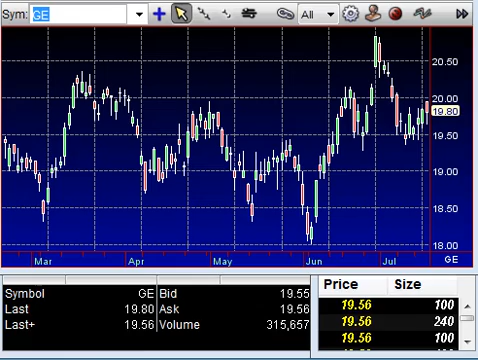 Sym: GE All
20.50
20.00
19.80
19.50
19.00
18.50
18.00
Mar Apr May Jun Jul GE
Symbol GE Bid 19.55
Last 19.80 Ask 19.56
Last+ 19.56 Volume 315,657
Price Size
19.56 100
19.56 240
19.56 100